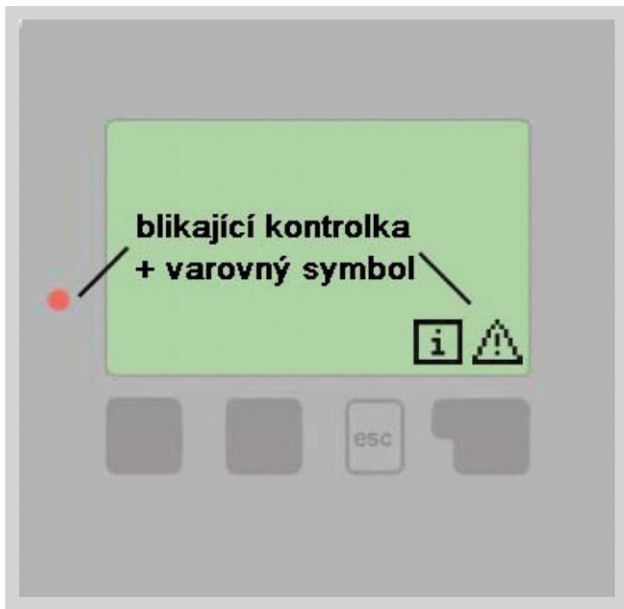 blikající kontrolka
+ varovný symbol
i
esc